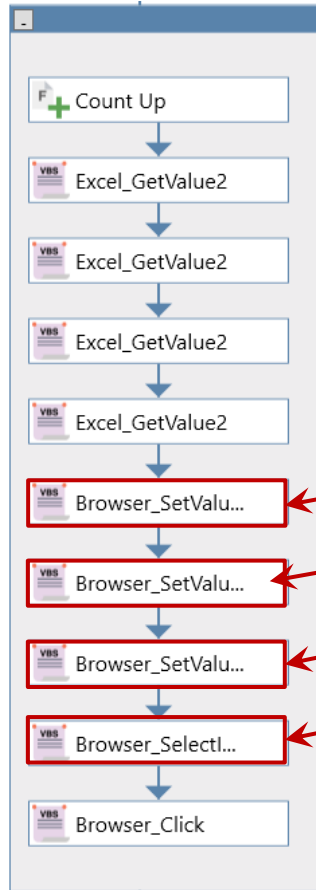 -
F
Count Up
VBS
Excel_GetValue2
VBS
Excel_GetValue2
VBS
Excel_GetValue2
VBS
Excel_GetValue2
VBS
Browser_SetValu...
VBS
Browser_SetValu...
VBS
Browser_SetValu...
VBS
Browser_SelectI...
VBS
Browser_Click